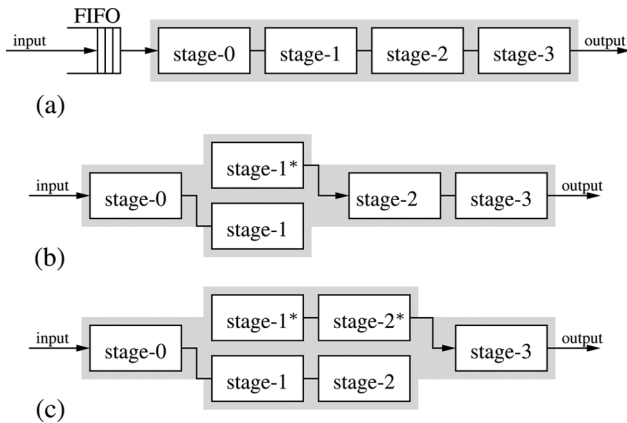 FIFO
input stage-0 stage-1 stage-2 stage-3 output
(a)
stage-1*
input stage-0 stage-2 stage-3 output
stage-1
(b)
stage-1* stage-2*
input stage-0 stage-3 output
stage-1 stage-2
(c)